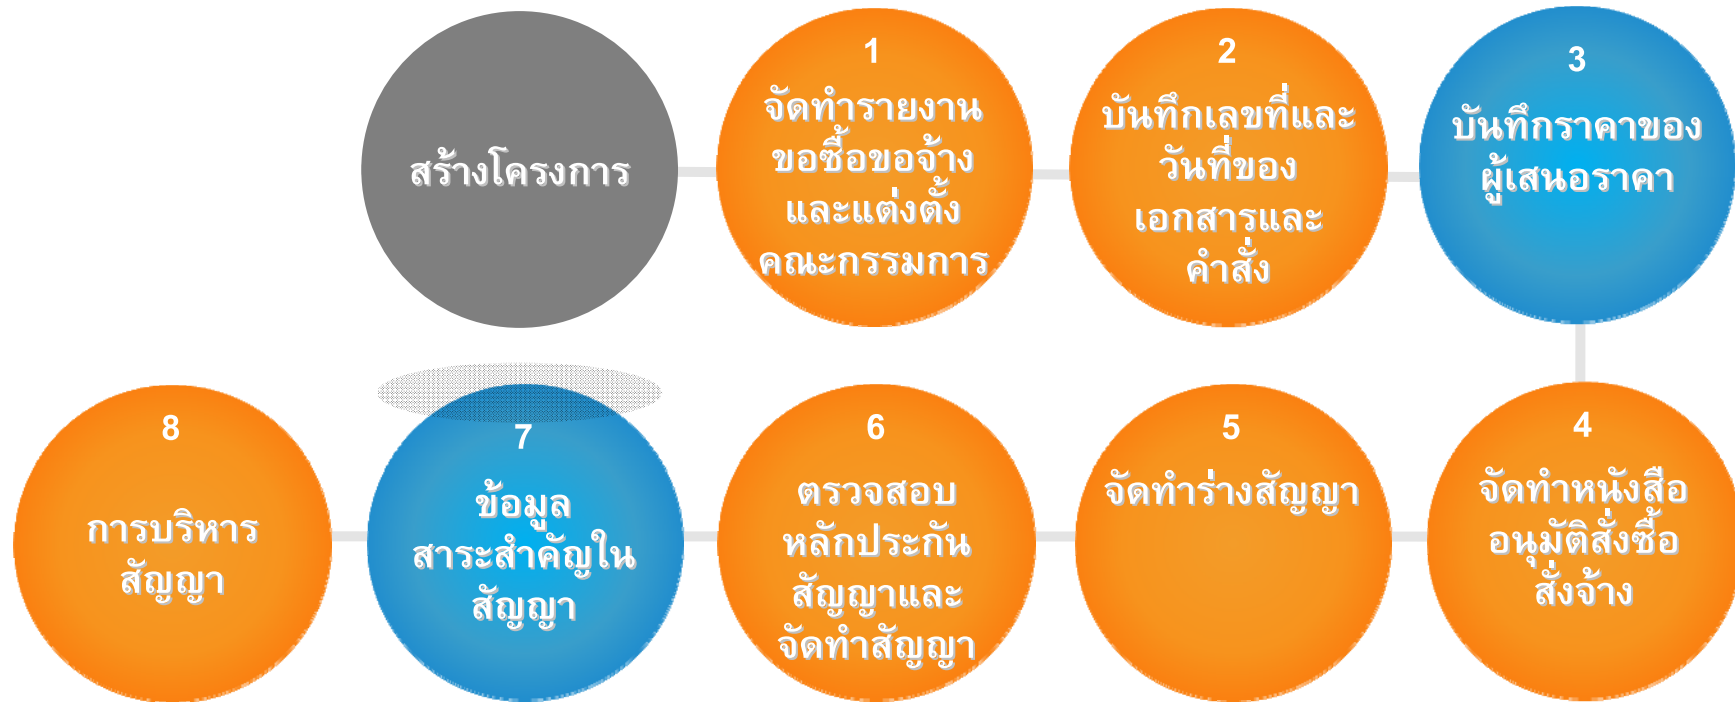 สร้างโครงการ
1
จัดทำรายงาน
ขอซื้อขอจ้าง
และแต่งตั้ง
คณะกรรมการ
2
บันทึกเลขที่และ
วันที่ของ
เอกสารและ
คำสั่ง
3
บันทึกราคาของ
ผู้เสนอราคา
4
จัดทำหนังสือ
อนุมัติสั่งซื้อ
สั่งจ้าง
5
จัดทำร่างสัญญา
6
ตรวจสอบ
หลักประกัน
สัญญาและ
จัดทำสัญญา
7
ข้อมูล
สาระสำคัญใน
สัญญา
8
การบริหาร
สัญญา